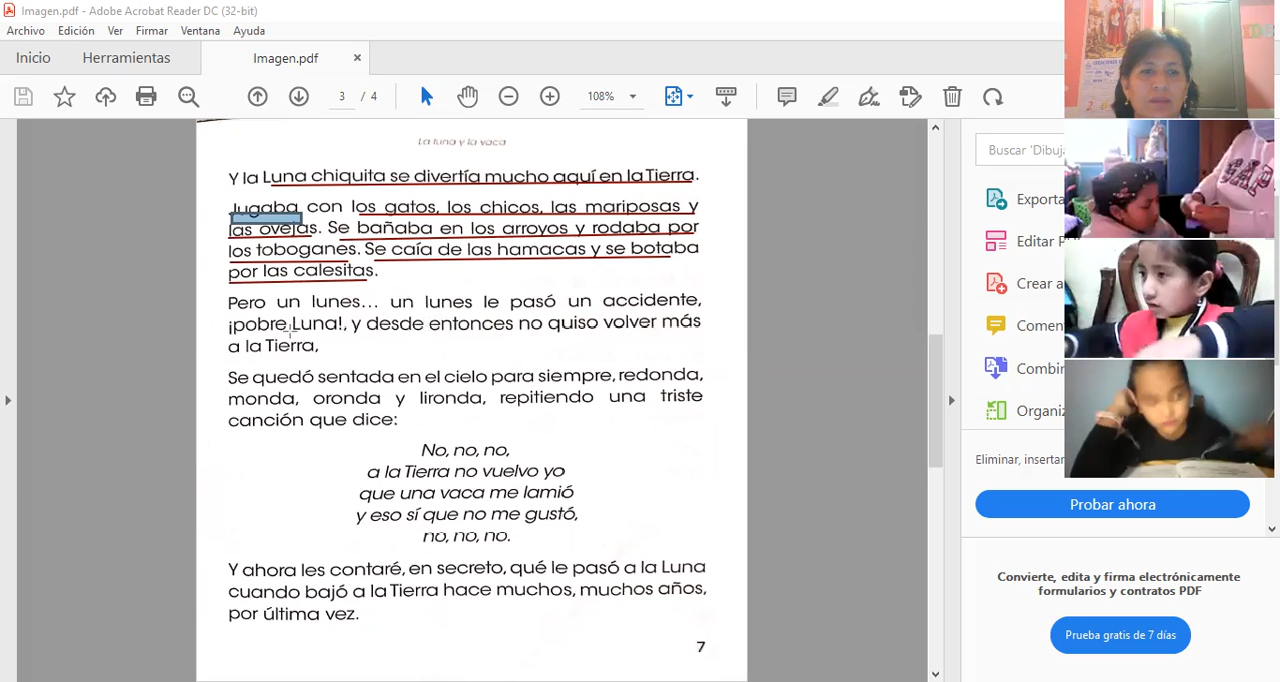 Imagen.pdf - Adobe Acrobat Reader DC (32-bit)
Archivo Edición Ver Firmar Ventana Ayuda
Inicio Herramientas Imagen.pdf ×
3 / 4 108%
La luna y la vaca
Y la Luna chiquita se divertía mucho aquí en la Tierra.
Jugaba con los gatos, los chicos, las mariposas y
las ovejas. Se bañaba en los arroyos y rodaba por
los toboganes. Se caía de las hamacas y se botaba
por las calesitas.
Pero un lunes... un lunes le pasó un accidente,
¡pobre Luna!, y desde entonces no quiso volver más
a la Tierra,
Se quedó sentada en el cielo para siempre, redonda,
monda, oronda y lironda, repitiendo una triste
canción que dice:
No, no, no,
a la Tierra no vuelvo yo
que una vaca me lamió
y eso sí que no me gustó,
no, no, no.
Y ahora les contaré, en secreto, qué le pasó a la Luna
cuando bajó a la Tierra hace muchos, muchos años,
por última vez.
7
Buscar 'Dibuj
Exporta
Editar P
Crear a
Comen
Combin
Organiz
Eliminar, insertar
Probar ahora
Convierte, edita y firma electrónicamente
formularios y contratos PDF
Prueba gratis de 7 días
GAP